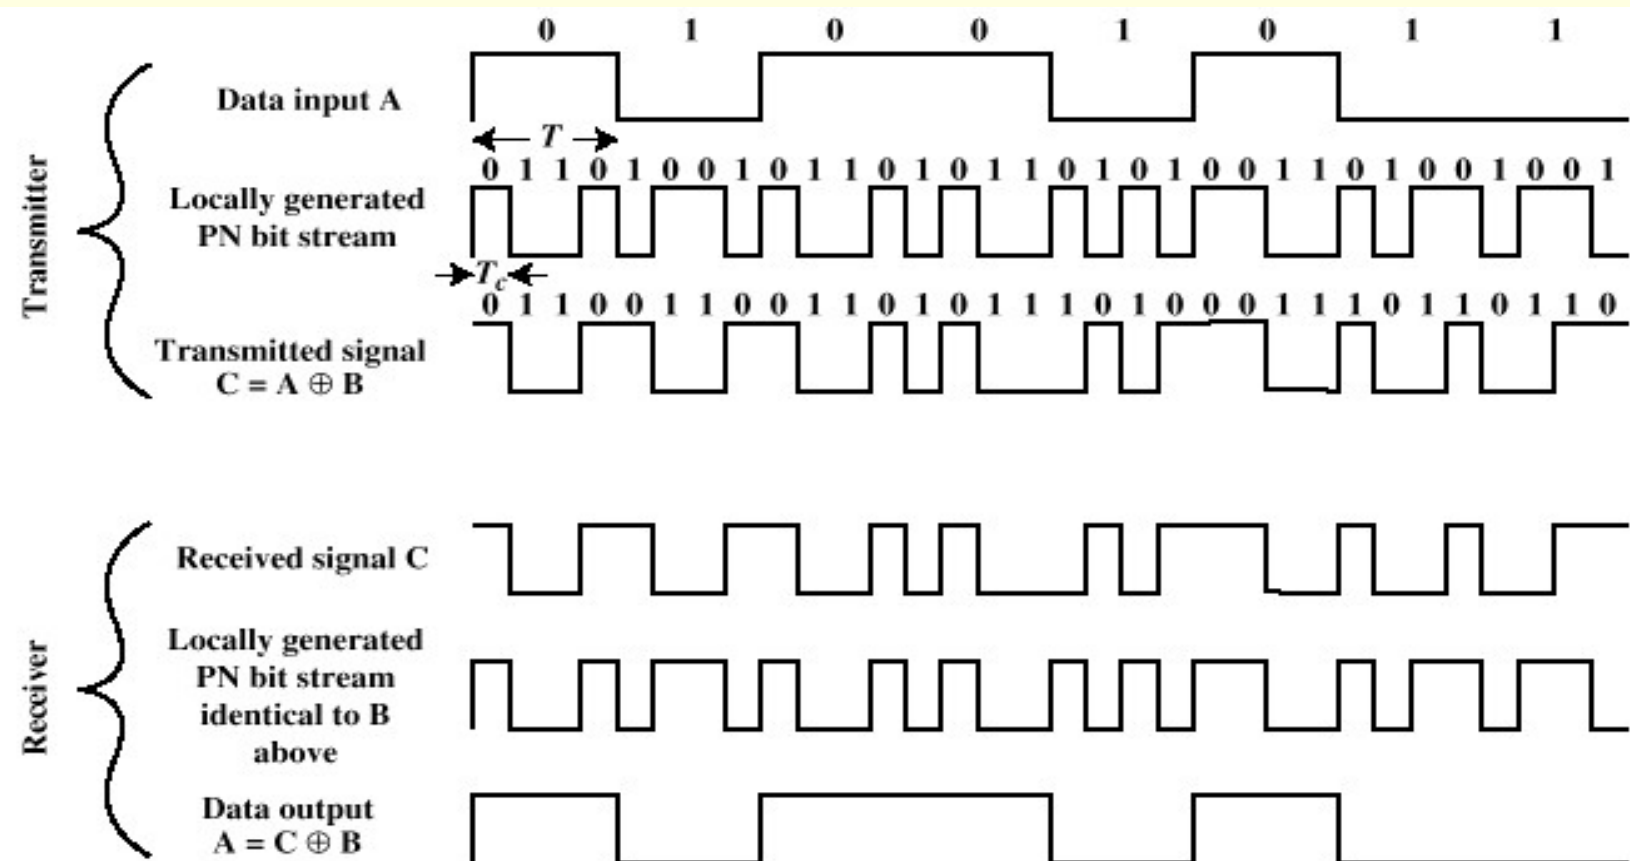 0 1 0 0 1 0 1 1
Data input A
T
0 1 1 0 1 0 0 1 0 1 1 0 1 0 1 1 0 1 0 1 0 0 1 1 0 1 0 0 1 0 0 1
Locally generated
PN bit stream
Tc
0 1 1 0 0 1 1 0 0 1 1 0 1 0 1 1 1 0 1 0 0 0 1 1 1 0 1 1 0 1 1 0
Transmitted signal
C = A ⊕ B
Transmitter
Received signal C
Locally generated
PN bit stream
identical to B
above
Data output
A = C ⊕ B
Receiver